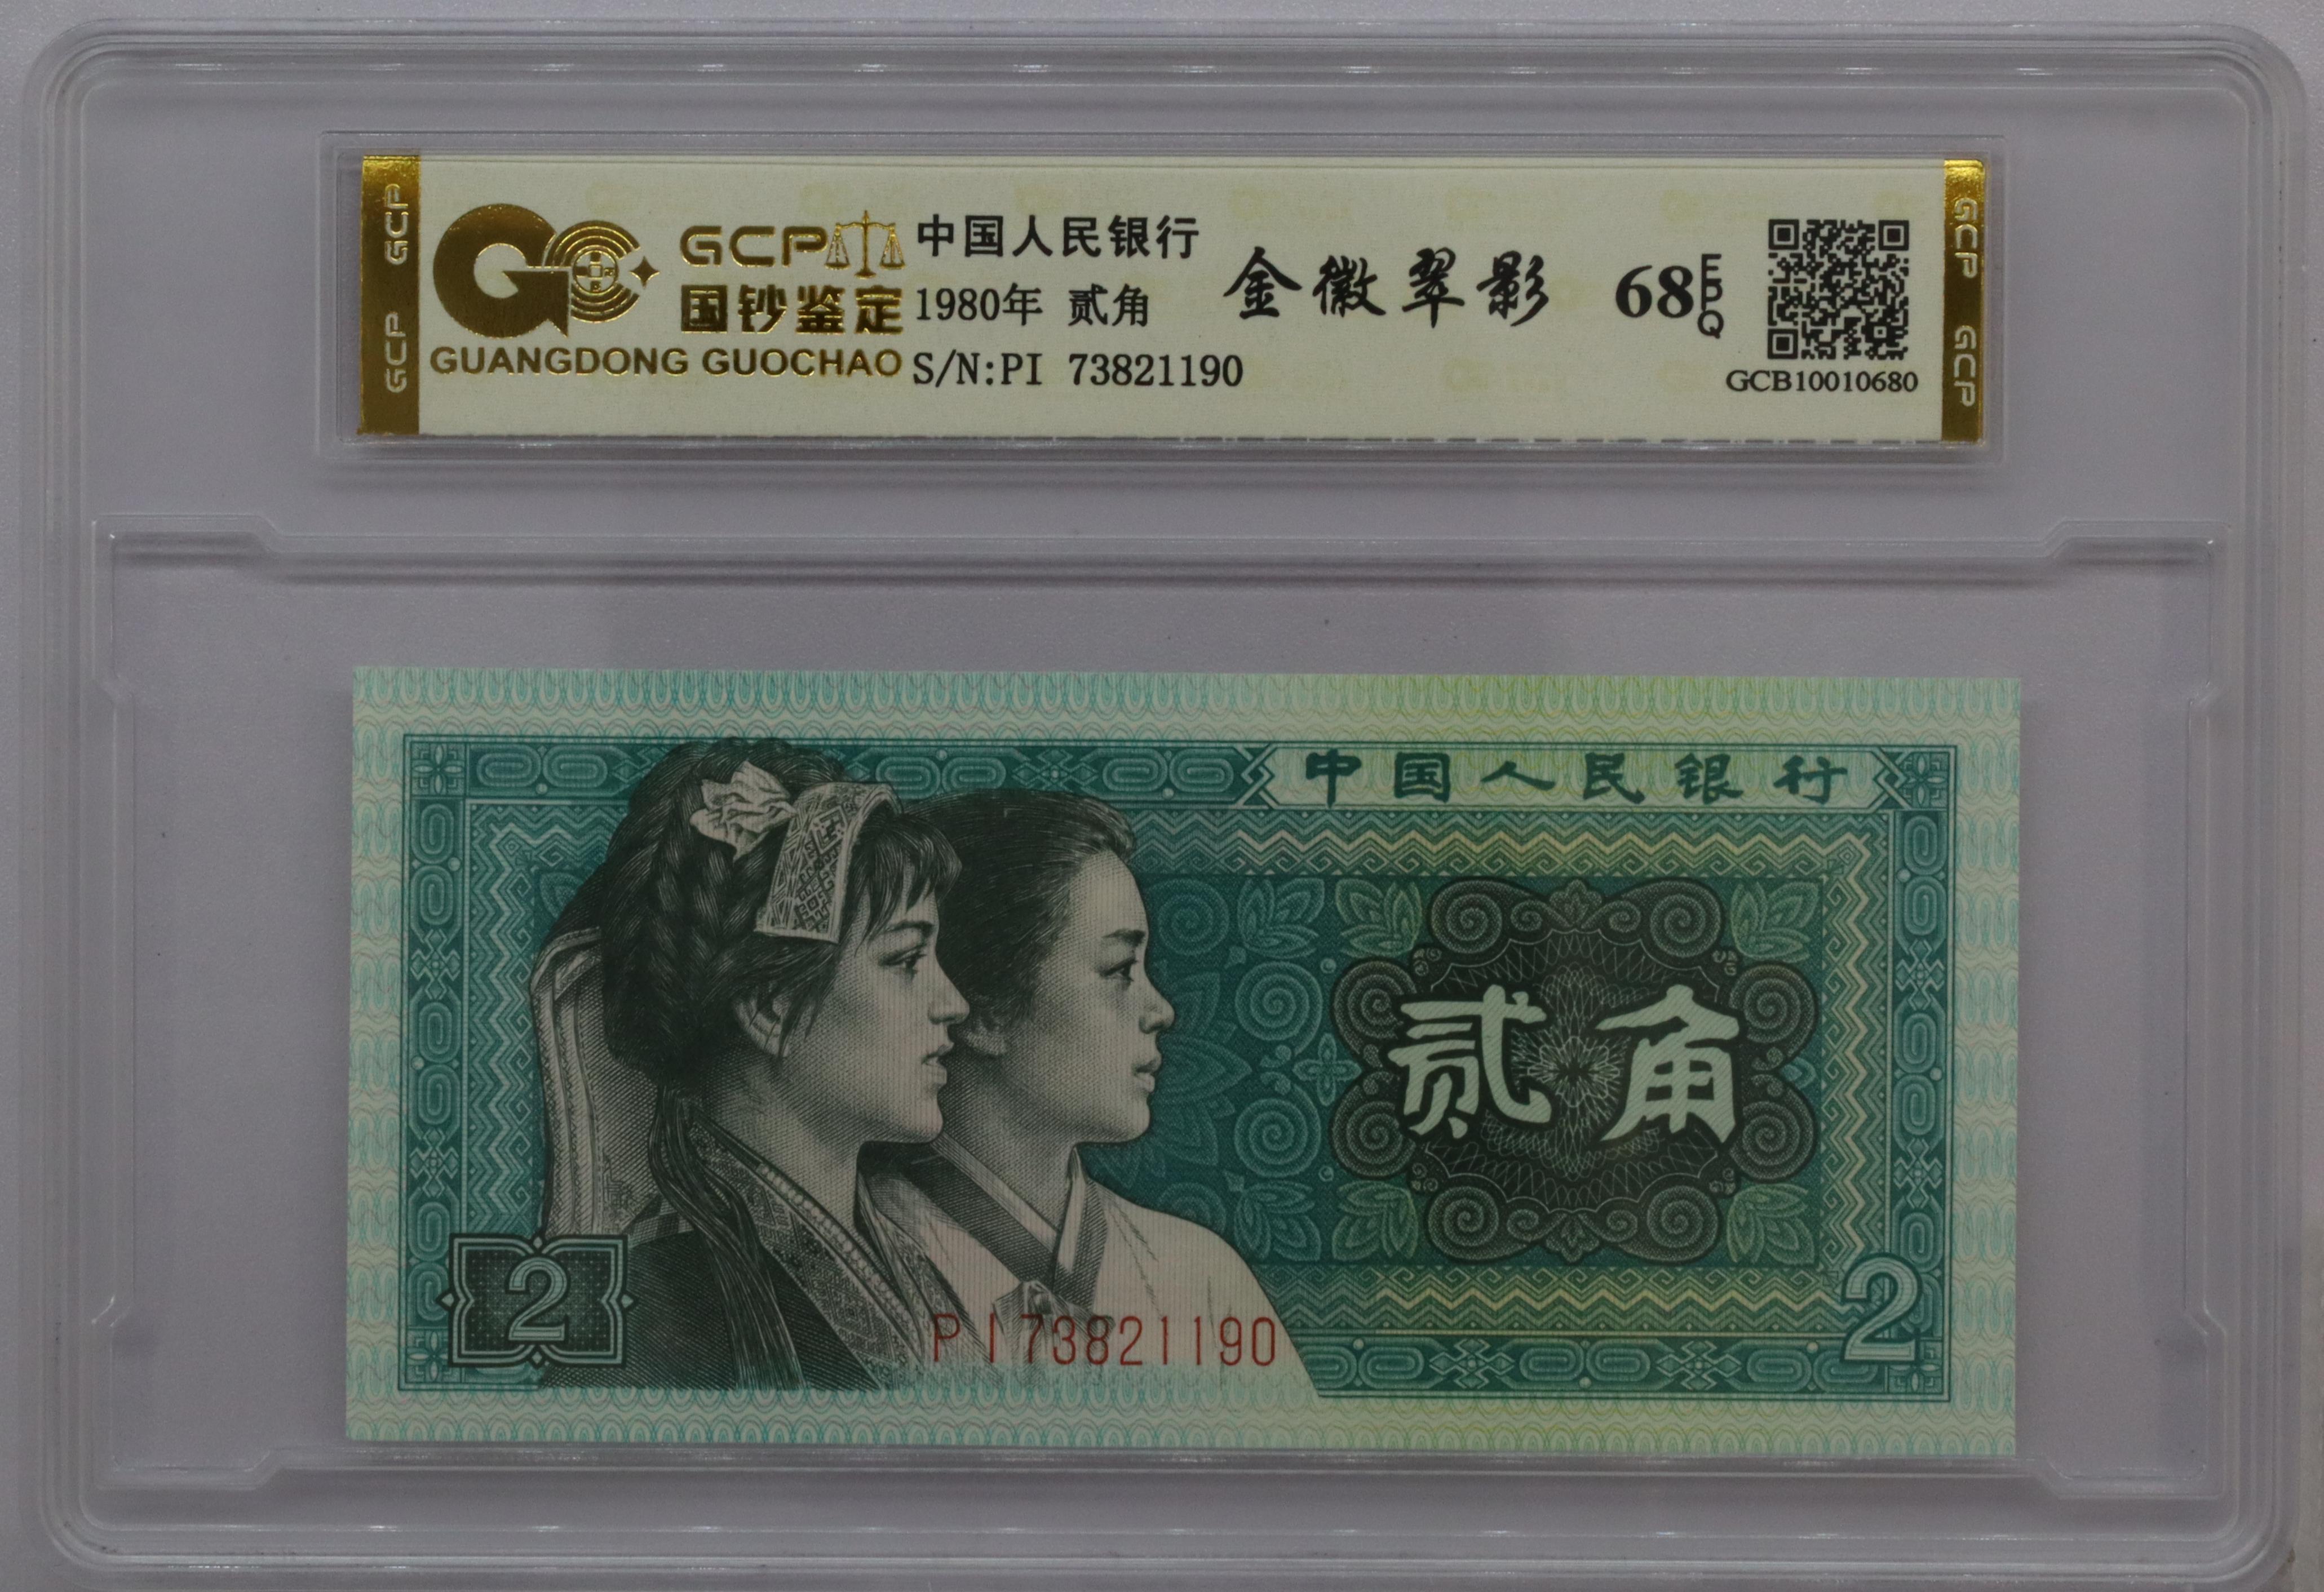 GCP GCP
GCP
国钞鉴定
GUANGDONG GUOCHAO
中国人民银行
1980年 贰角
S/N:PI 73821190
金徽翠影
68 EPQ
GCB10010680
GCP GCP
中国人民银行
贰角
2
PI73821190
2